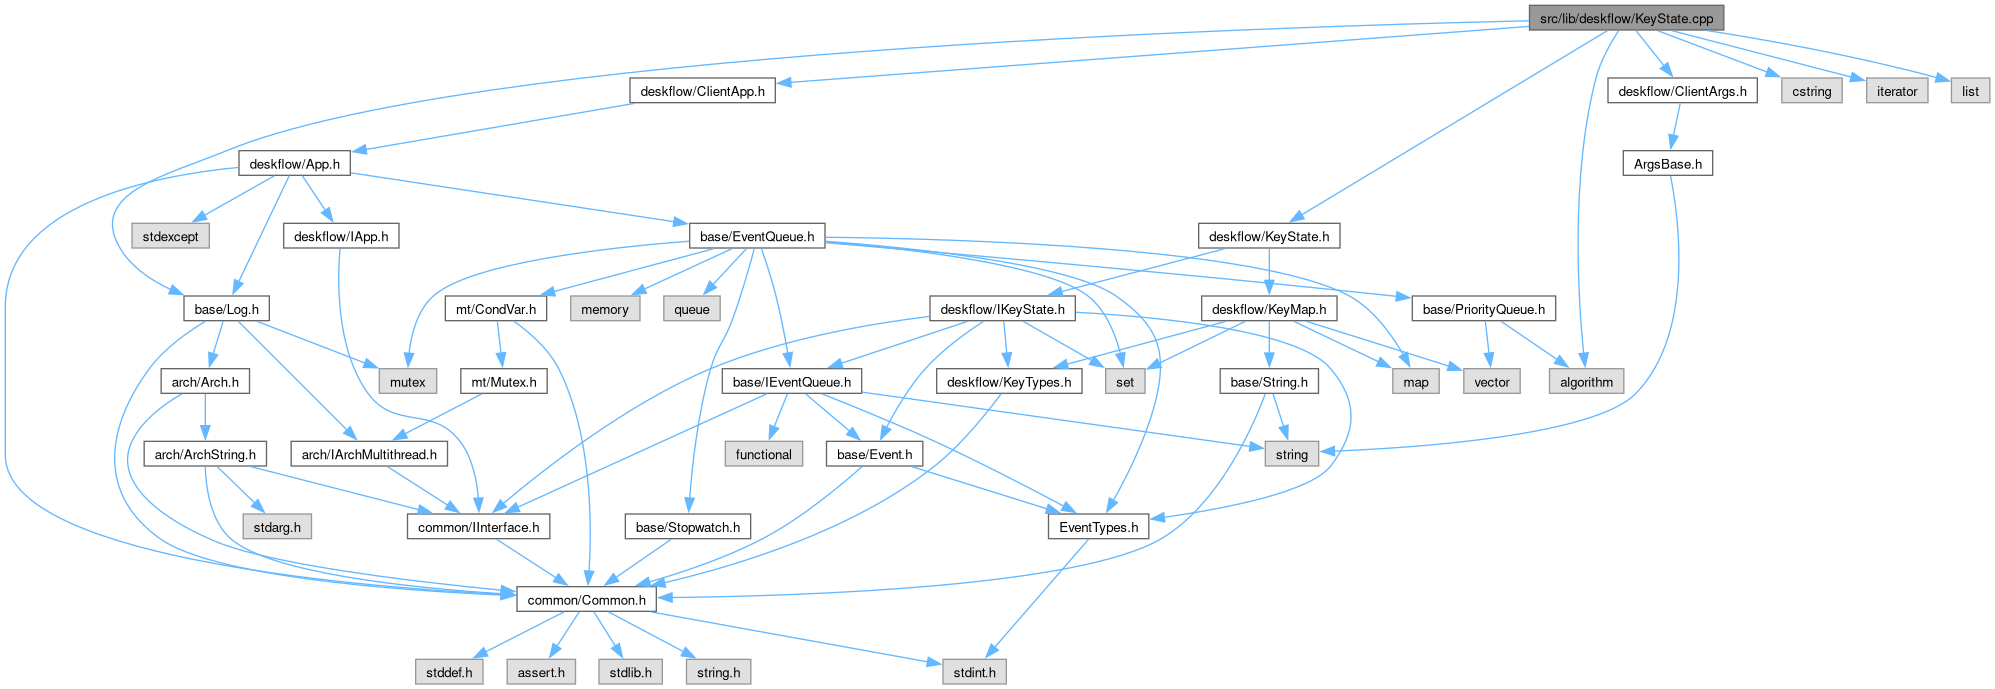 src/lib/deskflow/KeyState.cpp
deskflow/ClientApp.h
deskflow/ClientArgs.h
cstring
iterator
list
deskflow/App.h
ArgsBase.h
stdexcept
deskflow/IApp.h
base/EventQueue.h
deskflow/KeyState.h
base/Log.h
mt/CondVar.h
memory
queue
deskflow/IKeyState.h
deskflow/KeyMap.h
base/PriorityQueue.h
arch/Arch.h
mutex
mt/Mutex.h
base/IEventQueue.h
deskflow/KeyTypes.h
set
base/String.h
map
vector
algorithm
arch/ArchString.h
arch/IArchMultithread.h
functional
base/Event.h
string
stdarg.h
common/IInterface.h
base/Stopwatch.h
EventTypes.h
common/Common.h
stddef.h
assert.h
stdlib.h
string.h
stdint.h